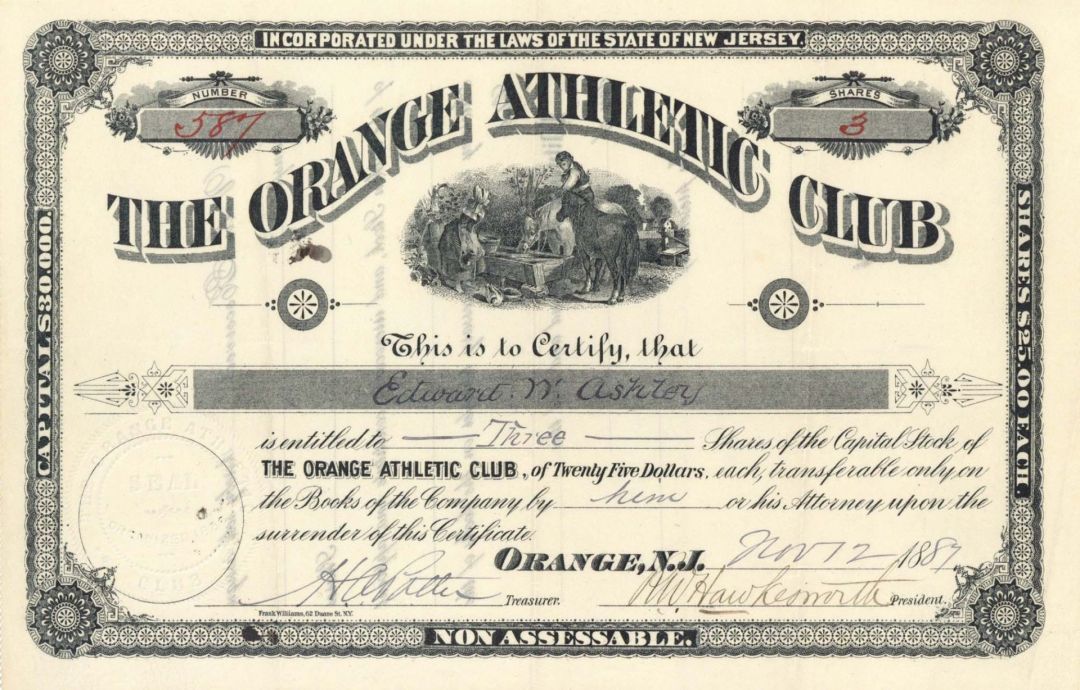 INCORPORATED UNDER THE LAWS OF THE STATE OF NEW JERSEY.
NUMBER
587
SHARES
3
THE ORANGE ATHLETIC CLUB
CAPITAL $30.000.
SHARES $25.00, EACH.
This is to Certify, that
Edward. W. Ashley
is entitled to Three Shares of the Capital Stock of
THE ORANGE ATHLETIC CLUB, of Twenty Five Dollars, each, transferable only on
the Books of the Company by him or his Attorney upon the
surrender of this Certificate.
ORANGE, N.J. Nov 12 1887
Treasurer.
Hawkesworth President.
Frank Williams, 62 Duane St. N.Y.
SEAL
NON ASSESSABLE.